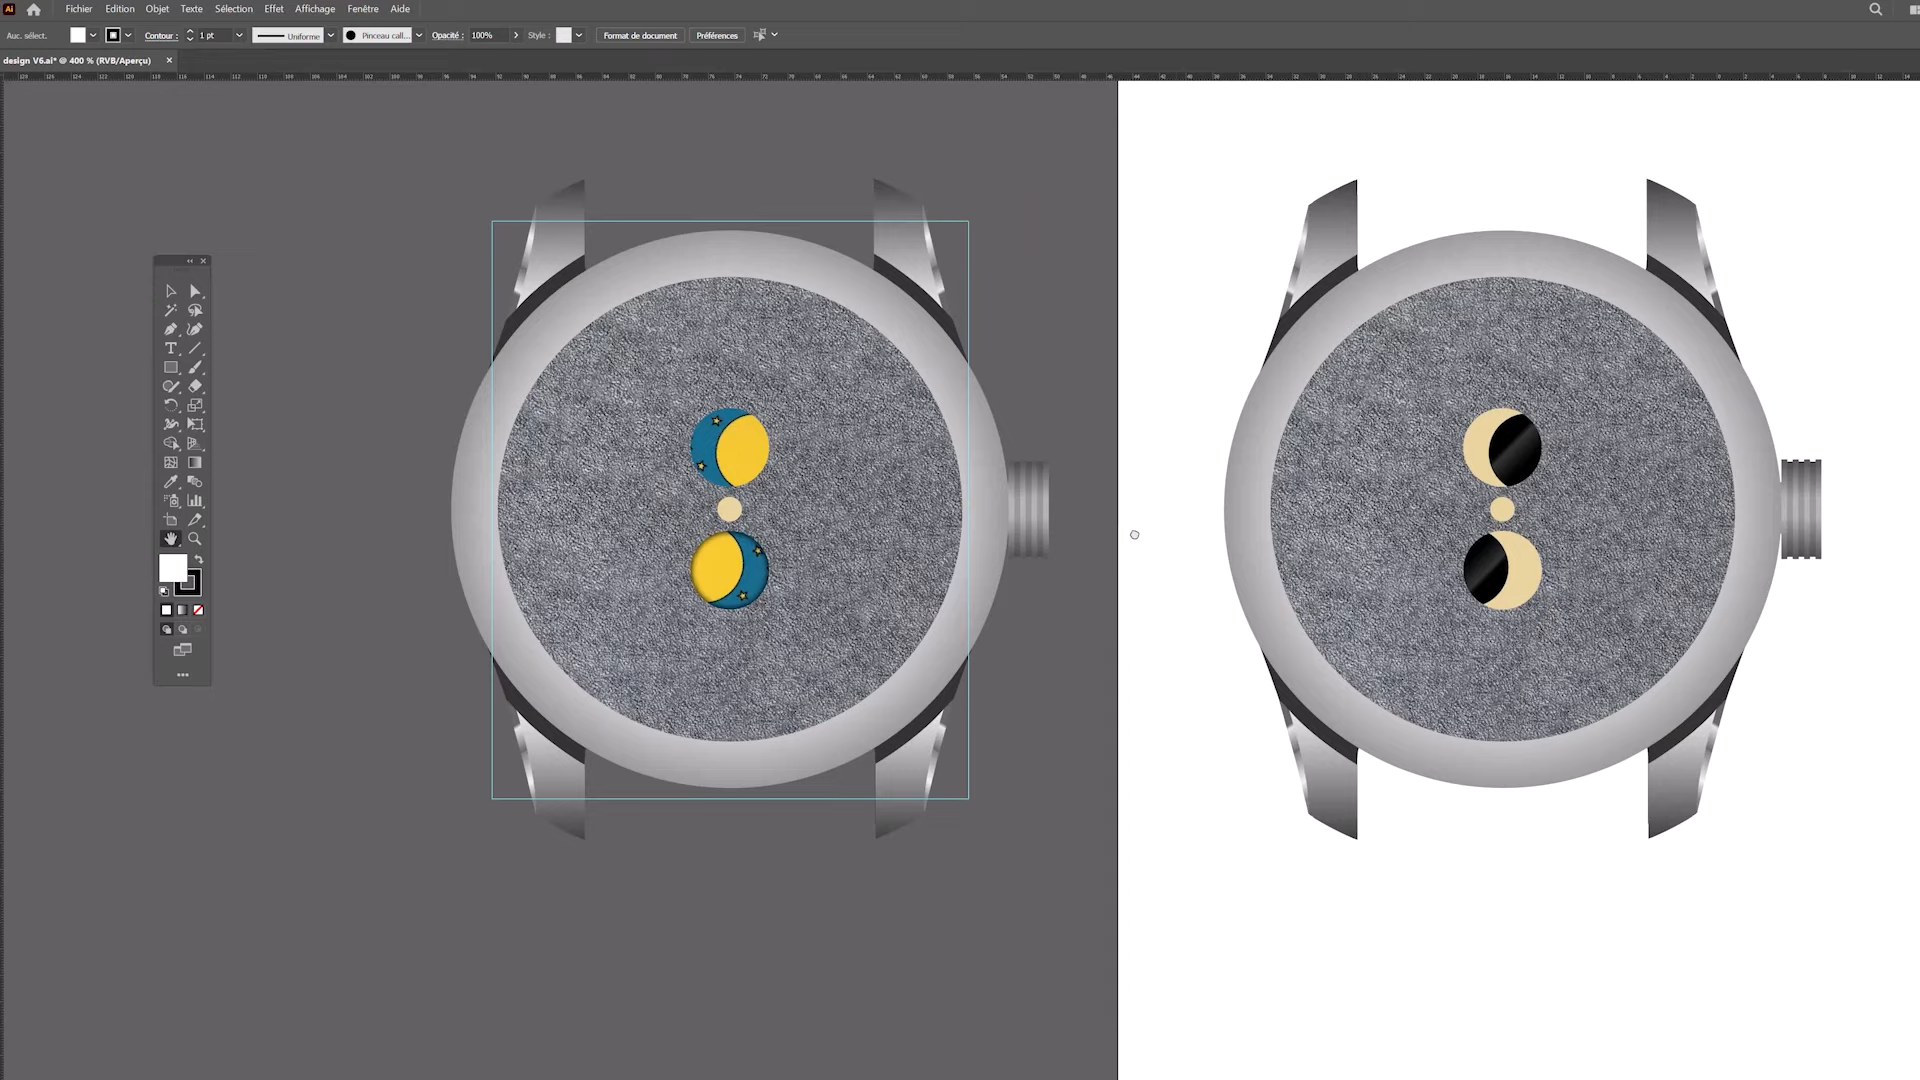 Ai Fichier Edition Objet Texte Sélection Effet Affichage Fenêtre Aide
Auc. sélect. Contour : 1 pt Uniforme Pinceau call... Opacité : 100% Style : Format de document Préférences
design V6.ai* @ 400 % (RVB/Aperçu) ×